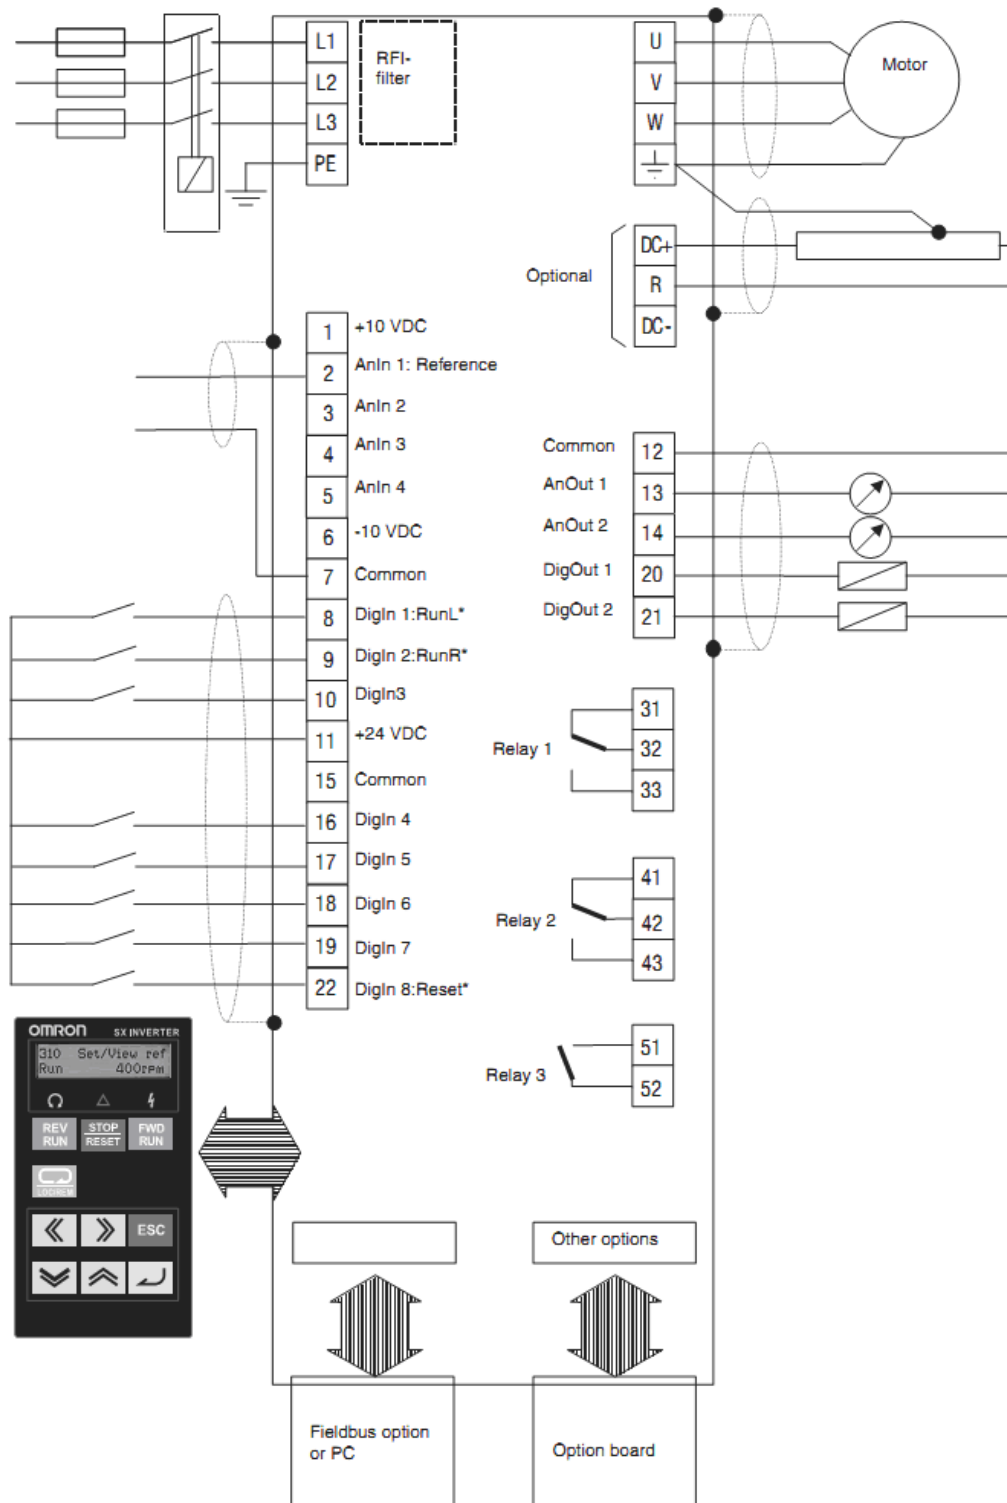 L1
L2
L3
PE
RFI-
filter
U
V
W
Motor
DC+
R
DC-
Optional
1 +10 VDC
2 AnIn 1: Reference
3 AnIn 2
4 AnIn 3
5 AnIn 4
6 -10 VDC
7 Common
8 DigIn 1:RunL*
9 DigIn 2:RunR*
10 DigIn3
11 +24 VDC
15 Common
16 DigIn 4
17 DigIn 5
18 DigIn 6
19 DigIn 7
22 DigIn 8:Reset*
Common 12
AnOut 1 13
AnOut 2 14
DigOut 1 20
DigOut 2 21
Relay 1
31
32
33
Relay 2
41
42
43
Relay 3
51
52
OMRON SX INVERTER
310 Set/View ref
Run 400rpm
REV
RUN
STOP
RESET
FWD
RUN
LOC/REM
ESC
Other options
Fieldbus option
or PC
Option board